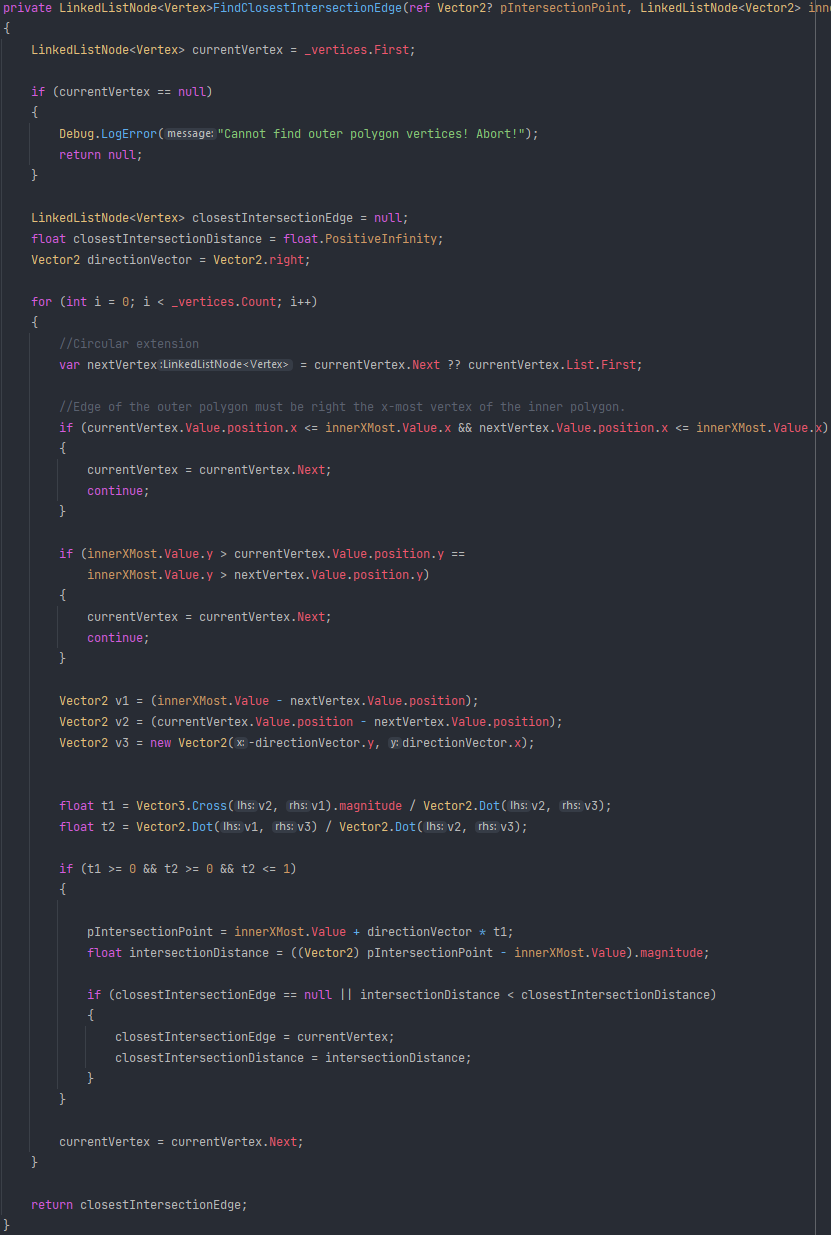 private LinkedListNode<Vertex>FindClosestIntersectionEdge(ref Vector2? pIntersectionPoint, LinkedListNode<Vector2>
{
LinkedListNode<Vertex> currentVertex = _vertices.First;
if (currentVertex == null)
{
Debug.LogError(message:"Cannot find outer polygon vertices! Abort!");
return null;
}
LinkedListNode<Vertex> closestIntersectionEdge = null;
float closestIntersectionDistance = float.PositiveInfinity;
Vector2 directionVector = Vector2.right;
for (int i = 0; i < _vertices.Count; i++)
{
//Circular extension
var nextVertex:LinkedListNode<Vertex> = currentVertex.Next ?? currentVertex.List.First;
//Edge of the outer polygon must be right the x-most vertex of the inner polygon.
if (currentVertex.Value.position.x <= innerXMost.Value.x && nextVertex.Value.position.x <= innerXMost.Value.x)
{
currentVertex = currentVertex.Next;
continue;
}
if (innerXMost.Value.y > currentVertex.Value.position.y ==
innerXMost.Value.y > nextVertex.Value.position.y)
{
currentVertex = currentVertex.Next;
continue;
}
Vector2 v1 = (innerXMost.Value - nextVertex.Value.position);
Vector2 v2 = (currentVertex.Value.position - nextVertex.Value.position);
Vector2 v3 = new Vector2(x:-directionVector.y, y:directionVector.x);
float t1 = Vector3.Cross(lhs:v2, rhs:v1).magnitude / Vector2.Dot(lhs:v2, rhs:v3);
float t2 = Vector2.Dot(lhs:v1, rhs:v3) / Vector2.Dot(lhs:v2, rhs:v3);
if (t1 >= 0 && t2 >= 0 && t2 <= 1)
{
pIntersectionPoint = innerXMost.Value + directionVector * t1;
float intersectionDistance = ((Vector2) pIntersectionPoint - innerXMost.Value).magnitude;
if (closestIntersectionEdge == null || intersectionDistance < closestIntersectionDistance)
{
closestIntersectionEdge = currentVertex;
closestIntersectionDistance = intersectionDistance;
}
}
currentVertex = currentVertex.Next;
}
return closestIntersectionEdge;
}